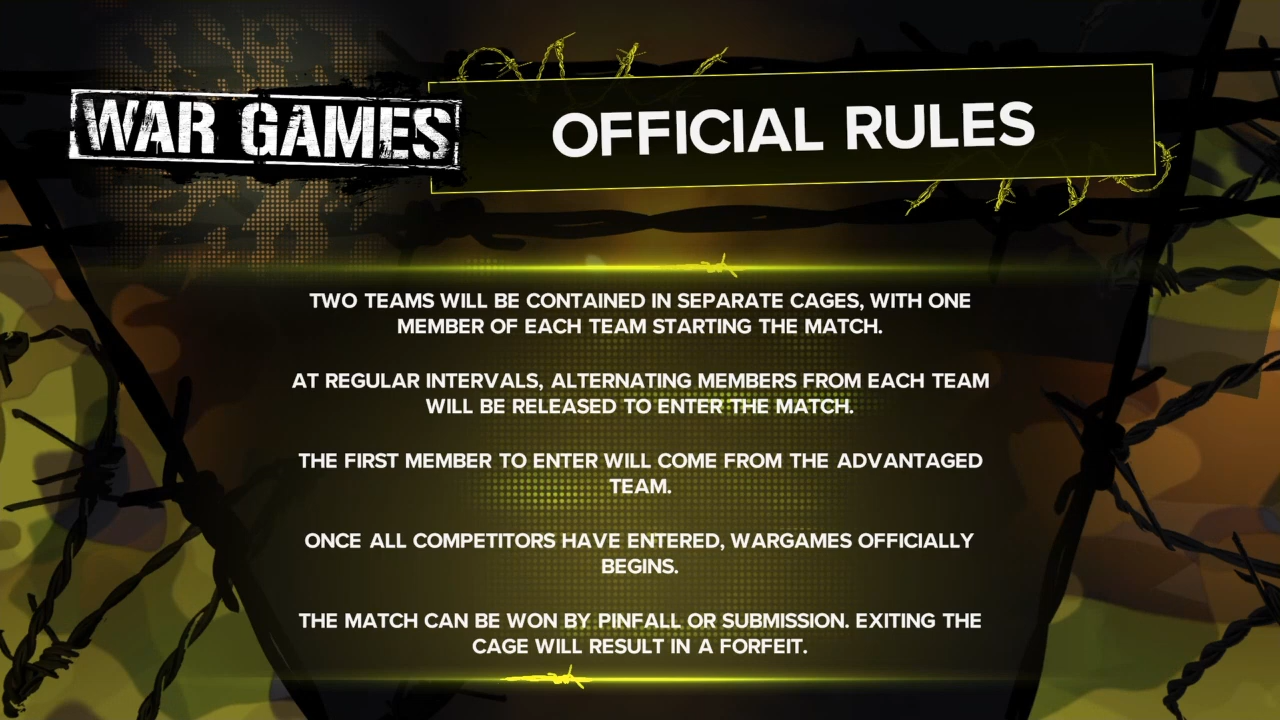 WAR GAMES
OFFICIAL RULES
TWO TEAMS WILL BE CONTAINED IN SEPARATE CAGES, WITH ONE
MEMBER OF EACH TEAM STARTING THE MATCH.
AT REGULAR INTERVALS, ALTERNATING MEMBERS FROM EACH TEAM
WILL BE RELEASED TO ENTER THE MATCH.
THE FIRST MEMBER TO ENTER WILL COME FROM THE ADVANTAGED
TEAM.
ONCE ALL COMPETITORS HAVE ENTERED, WARGAMES OFFICIALLY
BEGINS.
THE MATCH CAN BE WON BY PINFALL OR SUBMISSION. EXITING THE
CAGE WILL RESULT IN A FORFEIT.